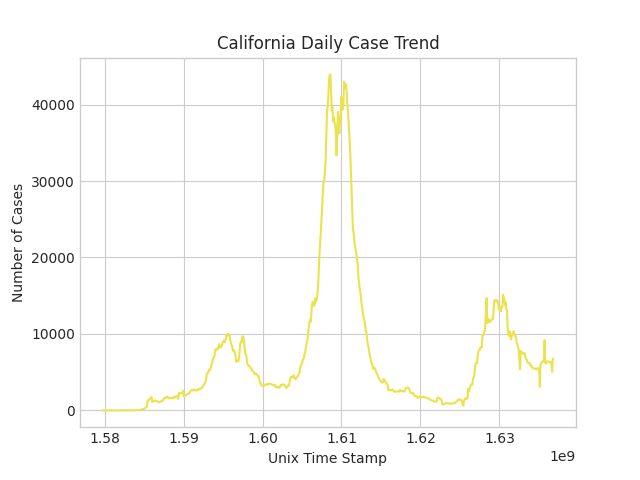 California Daily Case Trend
Number of Cases
40000
30000
20000
10000
0
1.58 1.59 1.60 1.61 1.62 1.63
1e9
Unix Time Stamp